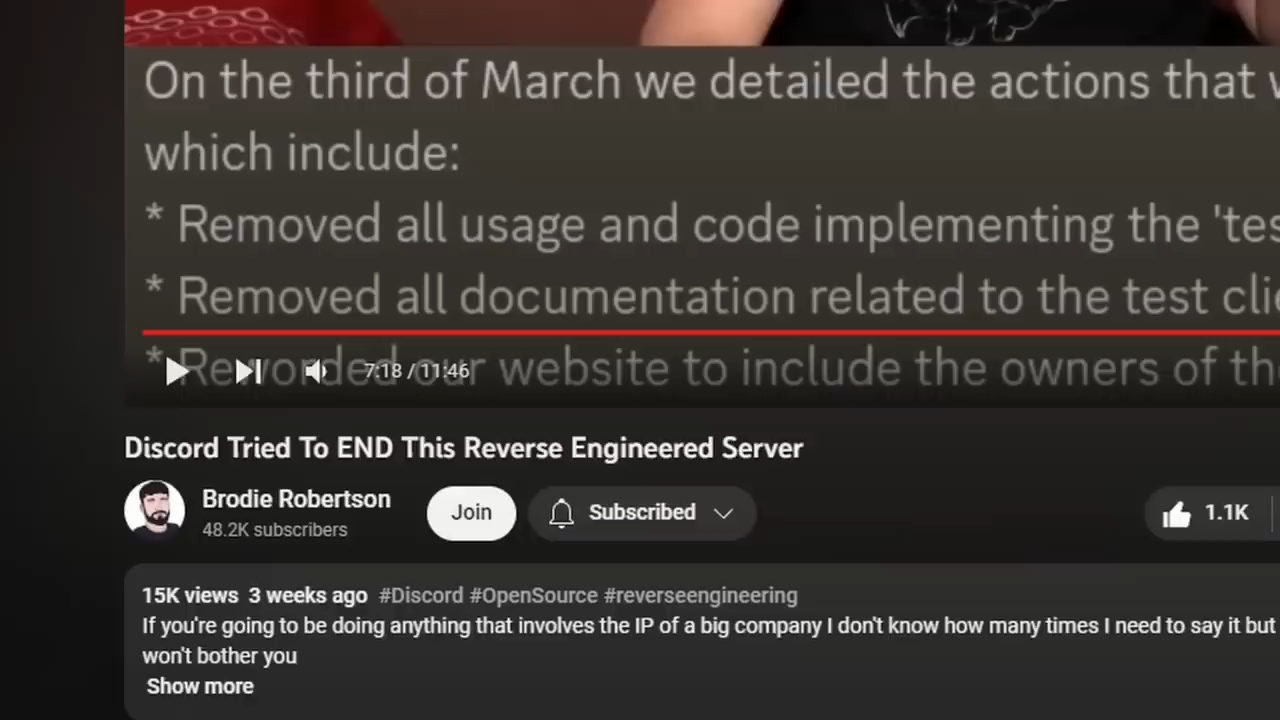 On the third of March we detailed the actions that
which include:
* Removed all usage and code implementing the 'tes
* Removed all documentation related to the test clie
* Reworded our website to include the owners of th
7:18 / 11:46
Discord Tried To END This Reverse Engineered Server
Brodie Robertson
48.2K subscribers
Join
Subscribed
1.1K
15K views 3 weeks ago #Discord #OpenSource #reverseengineering
If you're going to be doing anything that involves the IP of a big company I don't know how many times I need to say it but
won't bother you
Show more